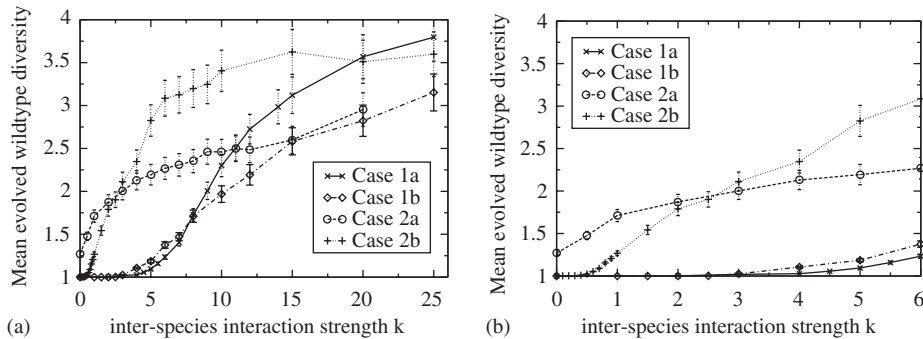 Mean evolved wildtype diversity
4
3.5
3
2.5
2
1.5
1
Case 1a
Case 1b
Case 2a
Case 2b
0 5 10 15 20 25
(a) inter-species interaction strength k
Mean evolved wildtype diversity
4
3.5
3
2.5
2
1.5
1
Case 1a
Case 1b
Case 2a
Case 2b
0 1 2 3 4 5 6
(b) inter-species interaction strength k